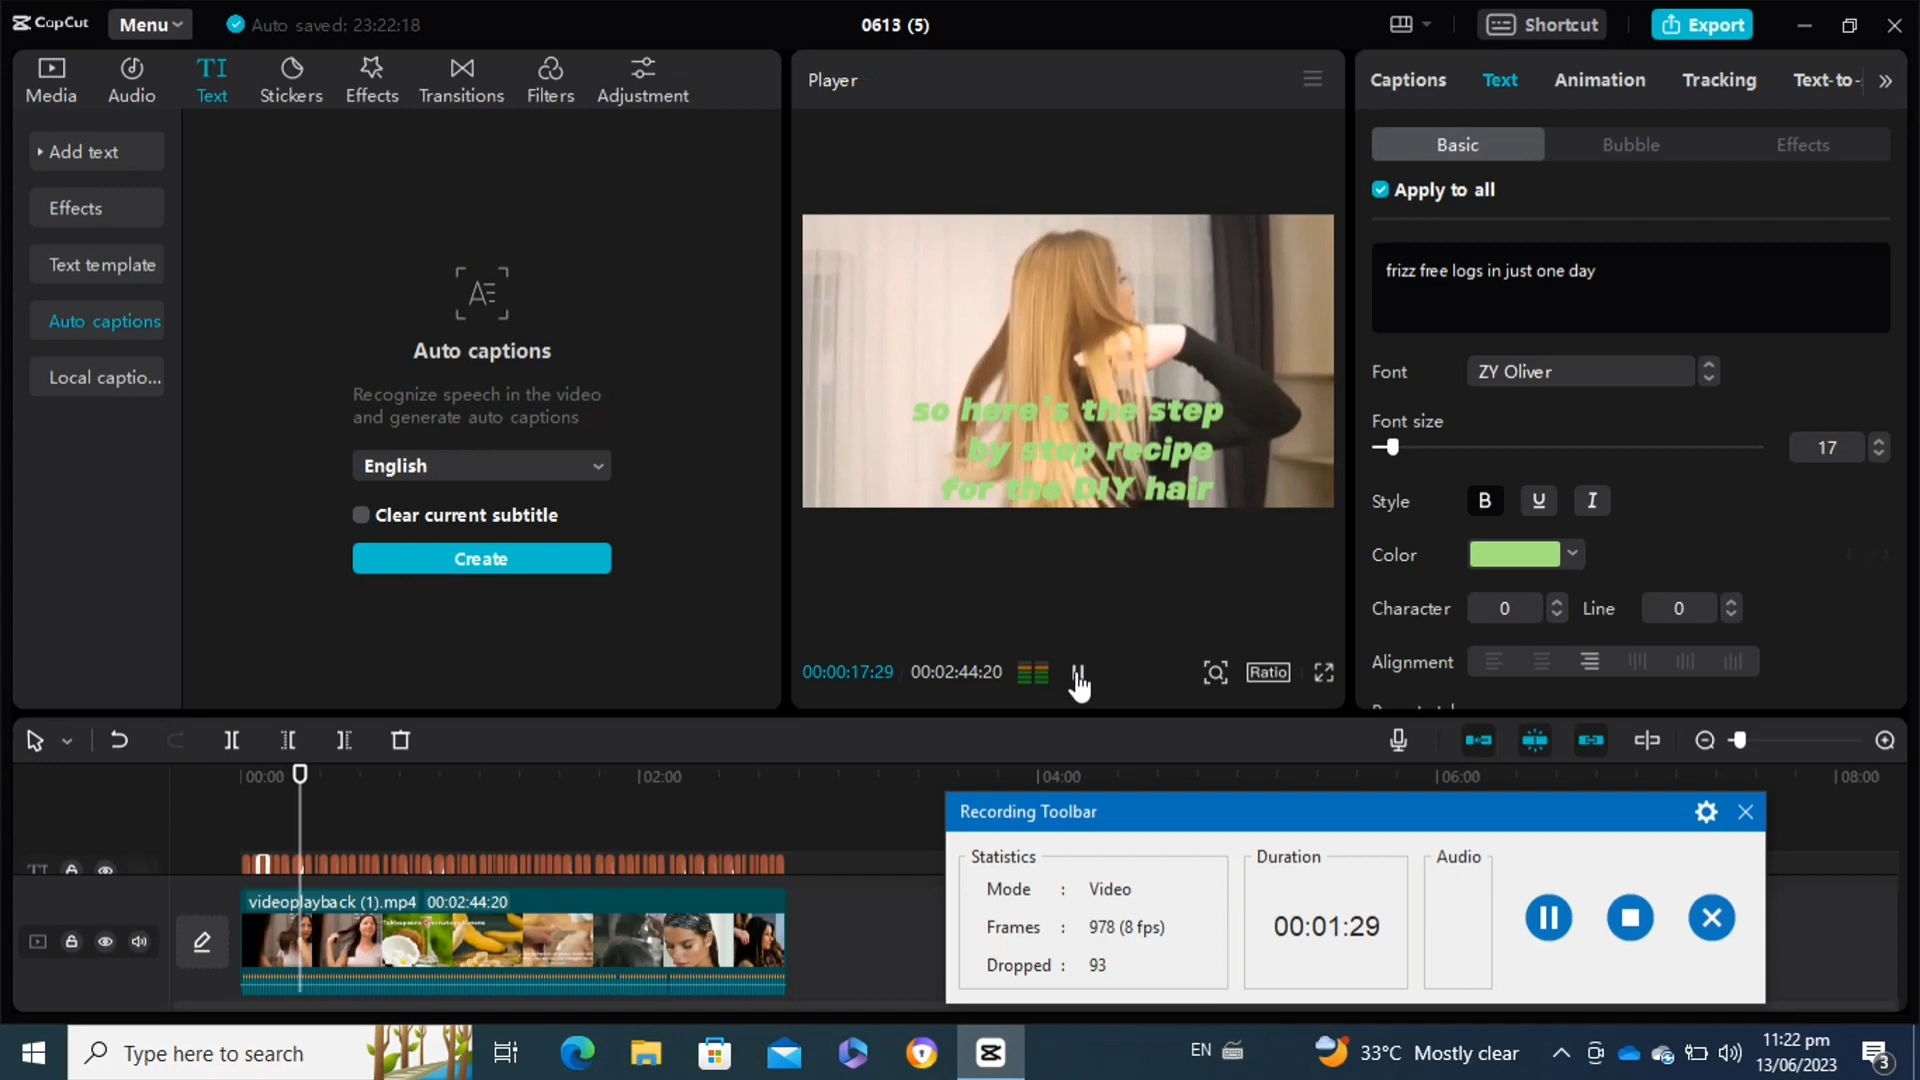 CapCut
Menu
Auto saved: 23:22:18
0613 (5)
Shortcut
Export
Media
Audio
TI
Text
Stickers
Effects
Transitions
Filters
Adjustment
Add text
Effects
Text template
Auto captions
Local captio...
Auto captions
Recognize speech in the video
and generate auto captions
English
Clear current subtitle
Create
Player
so here's the step
by step recipe
for the DIY hair
00:00:17:29
00:02:44:20
Ratio
Captions
Text
Animation
Tracking
Text-to-
Basic
Bubble
Effects
Apply to all
frizz free logs in just one day
Font
ZY Oliver
Font size
17
Style
B
U
I
Color
Character
0
Line
0
Alignment
00:00
02:00
04:00
06:00
08:00
videoplayback (1).mp4 00:02:44:20
Recording Toolbar
Statistics
Mode : Video
Frames : 978 (8 fps)
Dropped : 93
Duration
00:01:29
Audio
Type here to search
EN
33°C Mostly clear
11:22 pm
13/06/2023
3